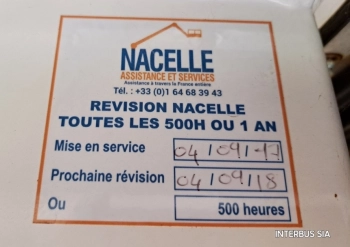 NACELLE
ASSISTANCE ET SERVICES
Assistance à travers la France entière
Tél. : +33 (0)1 64 68 39 43
REVISION NACELLE
TOUTES LES 500H OU 1 AN
Mise en service 04/09/17
Prochaine révision 04/09/18
Ou 500 heures
INTERBUS SIA